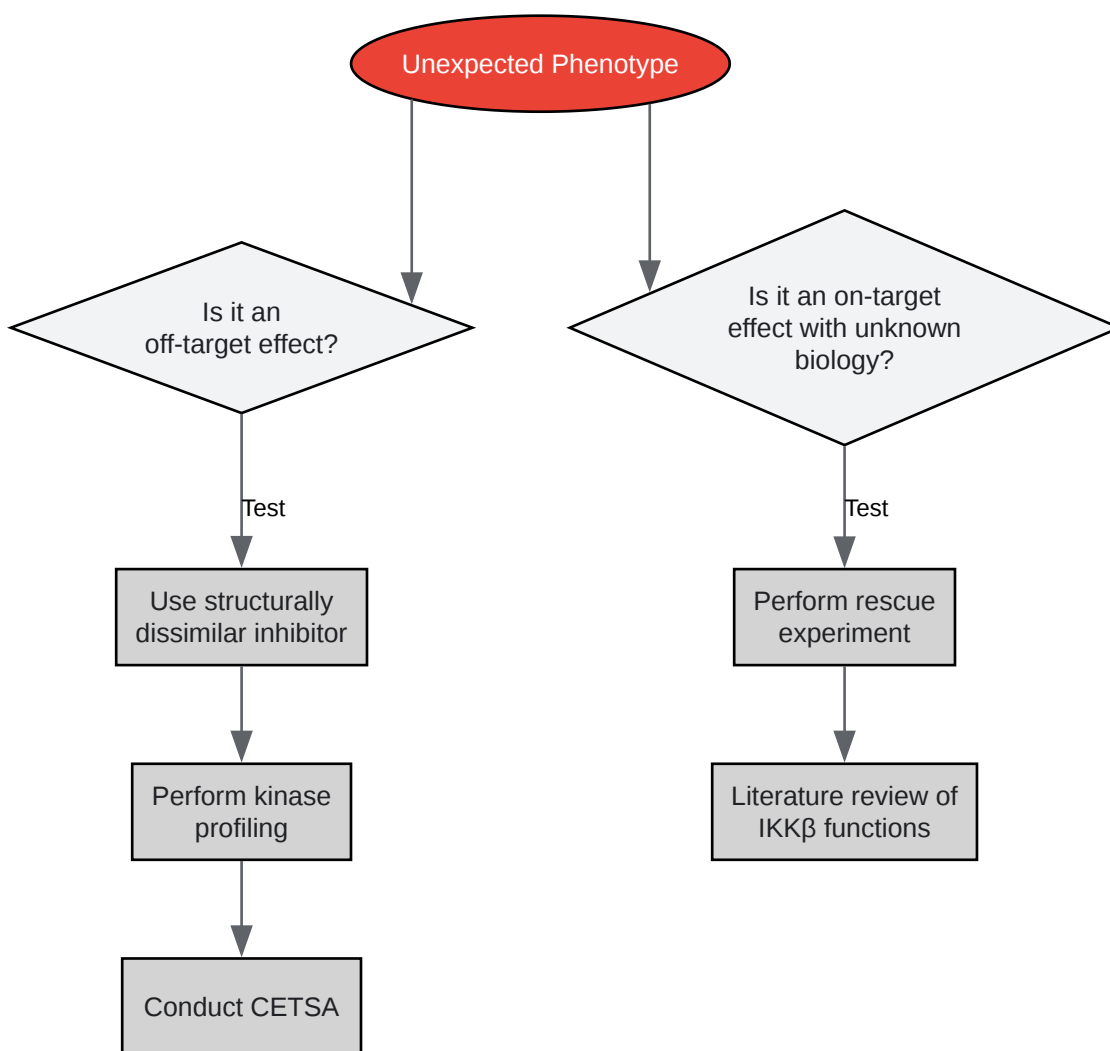 Unexpected Phenotype
Is it an
off-target effect?
Is it an on-target
effect with unknown
biology?
Test
Test
Use structurally
dissimilar inhibitor
Perform rescue
experiment
Perform kinase
profiling
Literature review of
IKKβ functions
Conduct CETSA